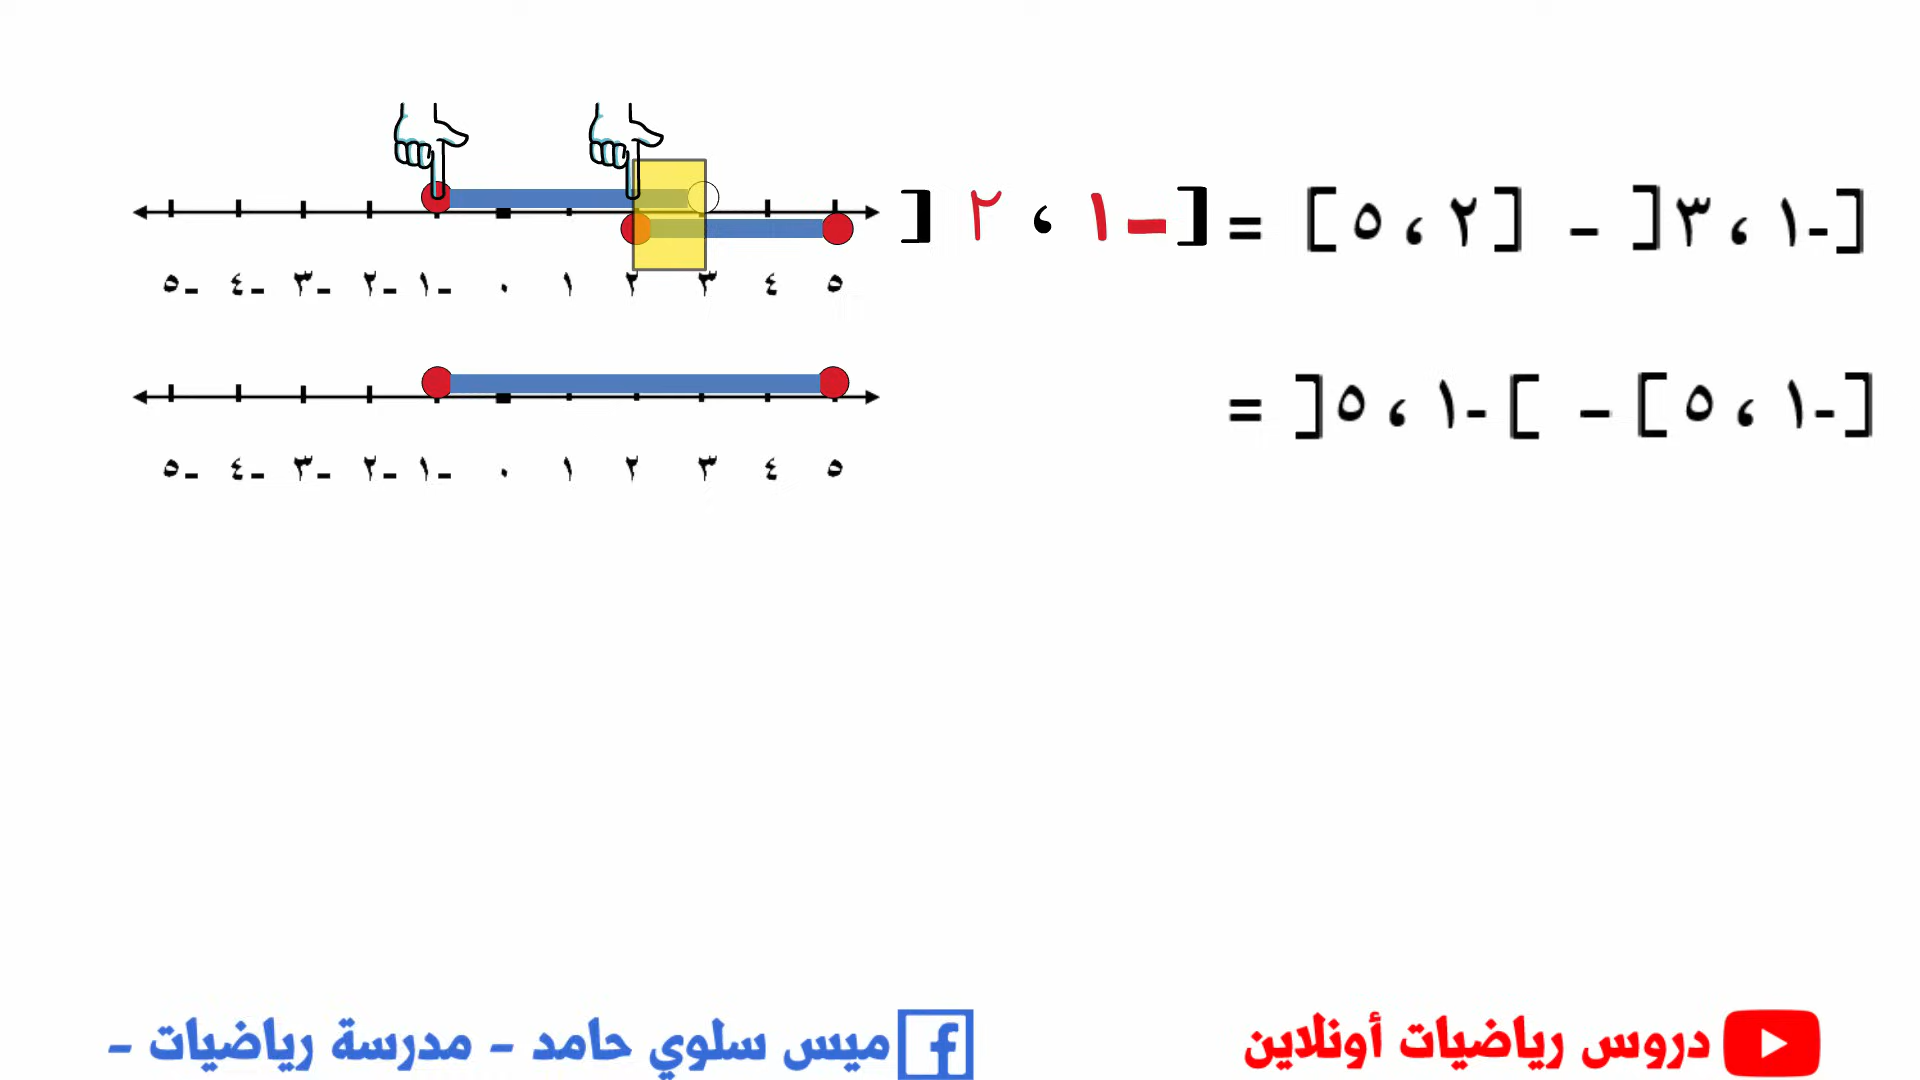 [-١ ، ٣[ - [٢ ، ٥] = [-١ ، ٢[
-٥ -٤ -٣ -٢ -١ ٠ ١ ٢ ٣ ٤ ٥
[-١ ، ٥] - ]-١ ، ٥[ =
-٥ -٤ -٣ -٢ -١ ٠ ١ ٢ ٣ ٤ ٥
دروس رياضيات أونلاين
ميس سلوي حامد - مدرسة رياضيات -